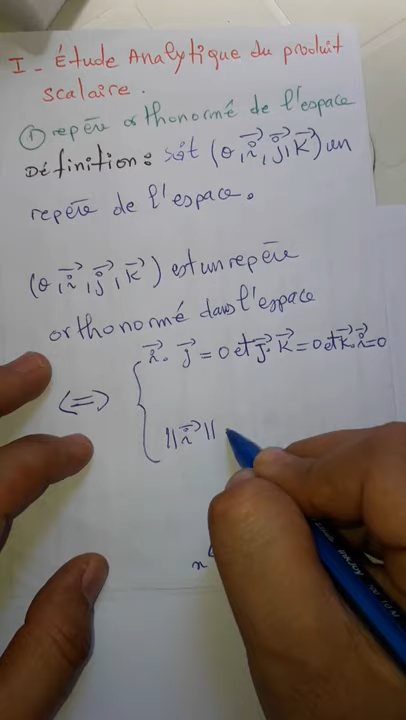 I - Étude Analytique du produit
scalaire.
① repère orthonormé de l'espace
Définition: soit (o, i⃗, j⃗, k⃗) un
repère de l'espace.
(o, i⃗, j⃗, k⃗) est un repère
orthonormé dans l'espace
⟺ { i⃗. j⃗ = 0 et j⃗. k⃗ = 0 et k⃗. i⃗ = 0
||i⃗||